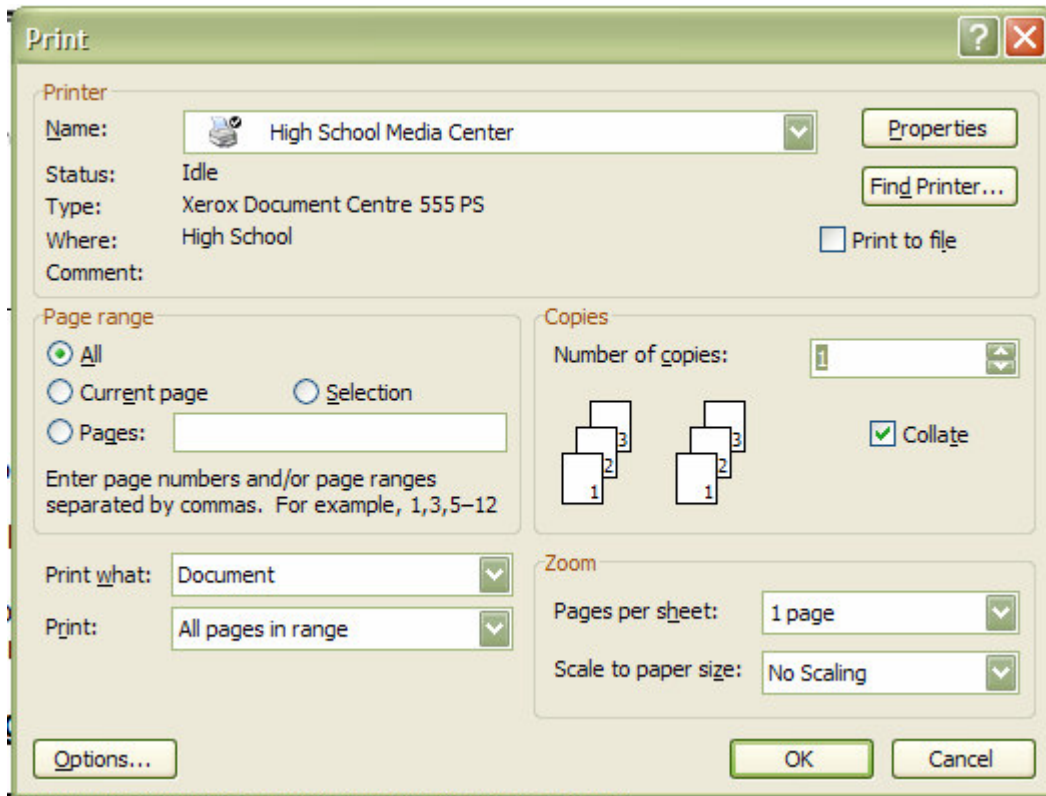 Print
Printer
Name: High School Media Center Properties
Status: Idle Find Printer...
Type: Xerox Document Centre 555 PS
Where: High School Print to file
Comment:
Page range
All
Current page Selection
Pages:
Enter page numbers and/or page ranges
separated by commas. For example, 1,3,5–12
Copies
Number of copies: 1
3 3
2 2
1 1
Collate
Print what: Document
Print: All pages in range
Zoom
Pages per sheet: 1 page
Scale to paper size: No Scaling
Options... OK Cancel